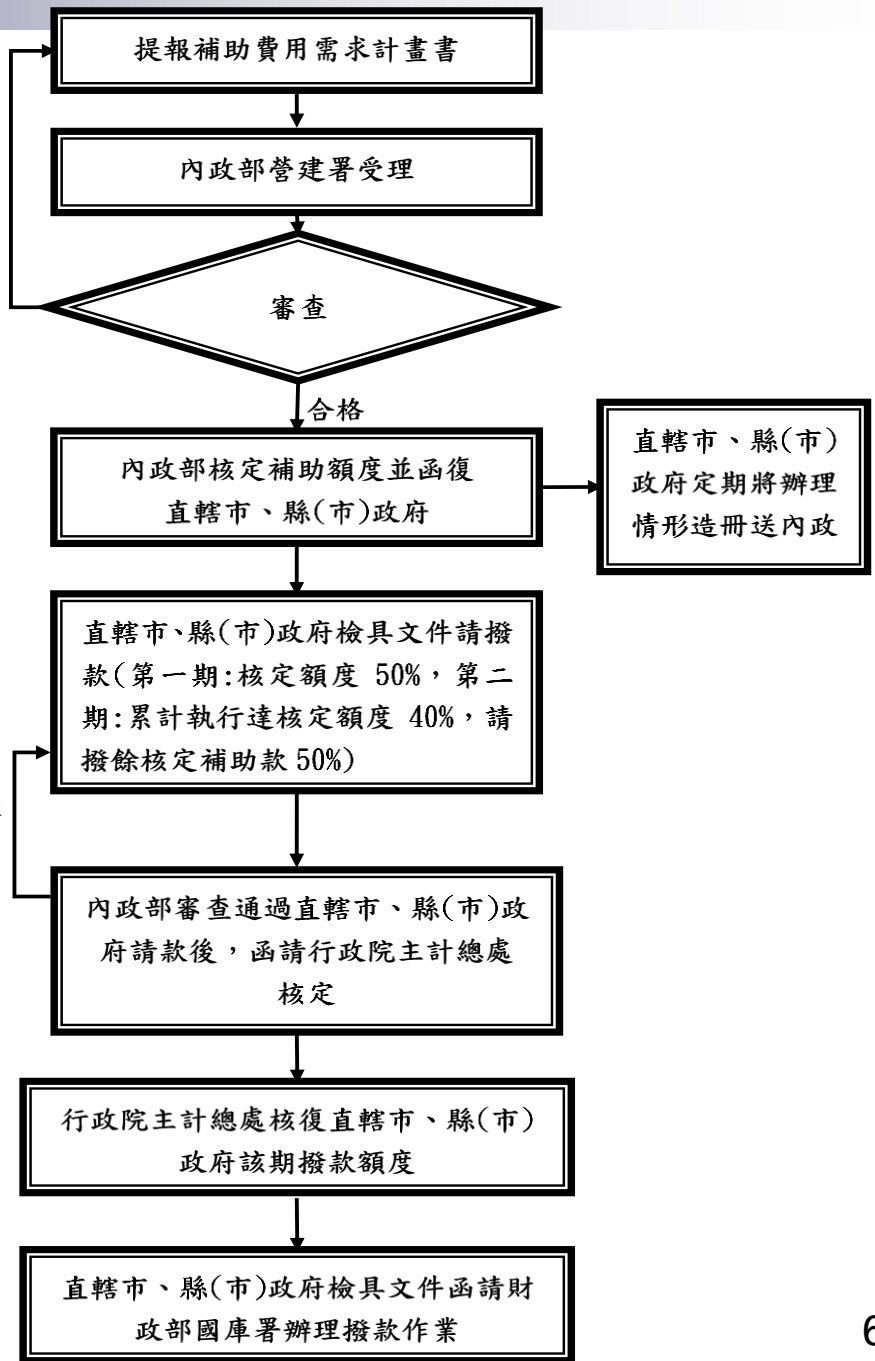 提報補助費用需求計畫書
內政部營建署受理
審查
合格
內政部核定補助額度並函復
直轄市、縣(市)政府
直轄市、縣(市)
政府定期將辦理
情形造冊送內政
直轄市、縣(市)政府檢具文件請撥
款(第一期:核定額度 50%,第二
期:累計執行達核定額度 40%,請
撥餘核定補助款50%)
內政部審查通過直轄市、縣(市)政
府請款後,函請行政院主計總處
核定
行政院主計總處核復直轄市、縣(市)
政府該期撥款額度
直轄市、縣(市)政府檢具文件函請財
政部國庫署辦理撥款作業
6